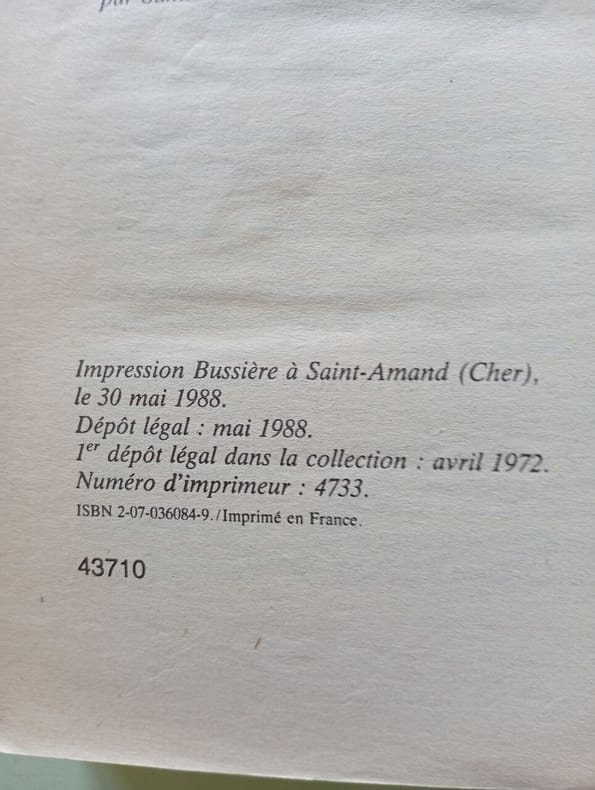 par
Impression Bussière à Saint-Amand (Cher),
le 30 mai 1988.
Dépôt légal : mai 1988.
1er dépôt légal dans la collection : avril 1972.
Numéro d'imprimeur : 4733.
ISBN 2-07-036084-9./Imprimé en France.
43710